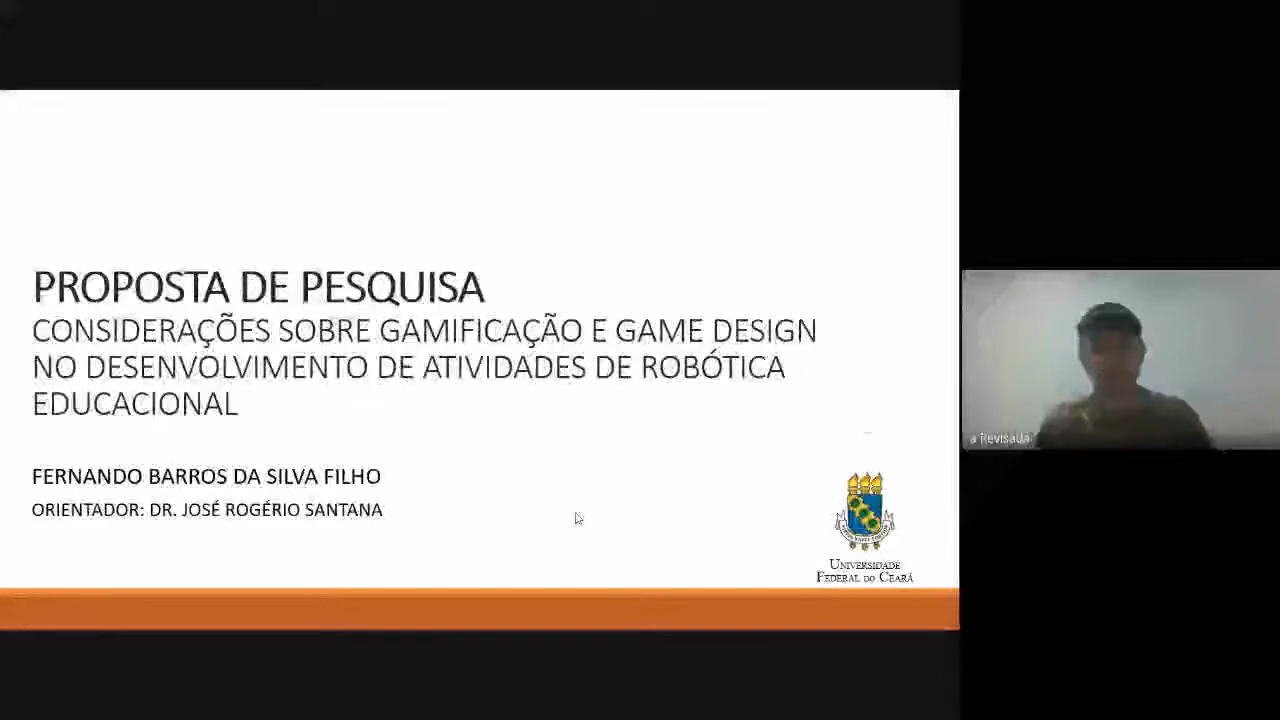 PROPOSTA DE PESQUISA
CONSIDERAÇÕES SOBRE GAMIFICAÇÃO E GAME DESIGN
NO DESENVOLVIMENTO DE ATIVIDADES DE ROBÓTICA
EDUCACIONAL
FERNANDO BARROS DA SILVA FILHO
ORIENTADOR: DR. JOSÉ ROGÉRIO SANTANA
UNIVERSIDADE
FEDERAL DO CEARÁ
a Revisada